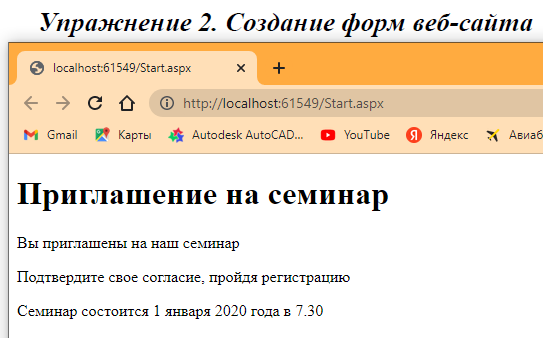 Упражнение 2. Создание форм веб-сайта
localhost:61549/Start.aspx
http://localhost:61549/Start.aspx
Gmail Карты Autodesk AutoCAD... YouTube Яндекс Авиаб
Приглашение на семинар
Вы приглашены на наш семинар
Подтвердите свое согласие, пройдя регистрацию
Семинар состоится 1 января 2020 года в 7.30